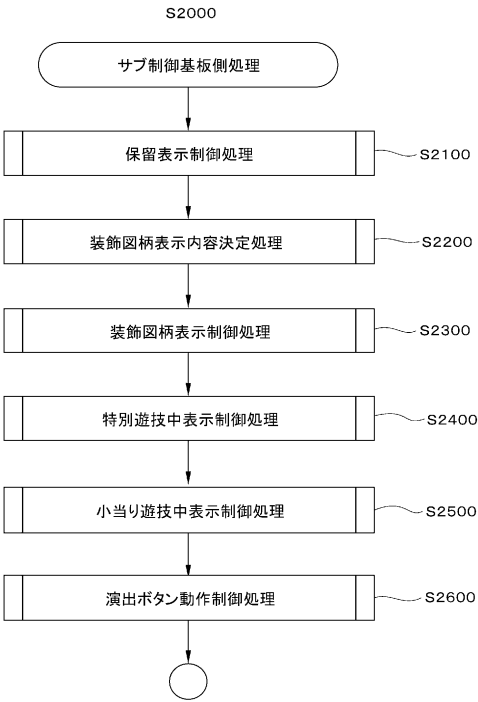 S2000
サブ制御基板側処理
保留表示制御処理
S2100
装飾図柄表示内容決定処理
S2200
装飾図柄表示制御処理
S2300
特別遊技中表示制御処理
S2400
小当り遊技中表示制御処理
S2500
演出ボタン動作制御処理
S2600